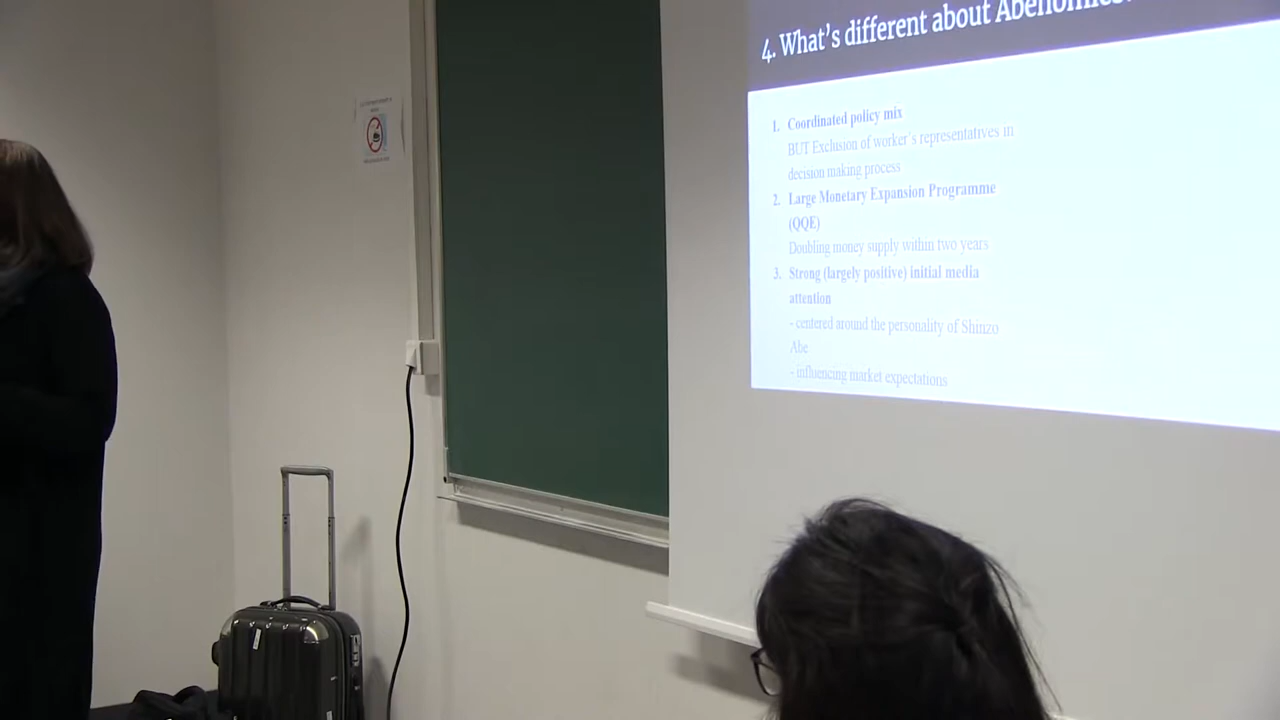 4. What's different about Abenomics?
1. Coordinated policy mix
BUT Exclusion of worker's representatives in
decision making process
2. Large Monetary Expansion Programme
(QQE)
Doubling money supply within two years
3. Strong (largely positive) initial media
attention
- centered around the personality of Shinzo
Abe
- influencing market expectations